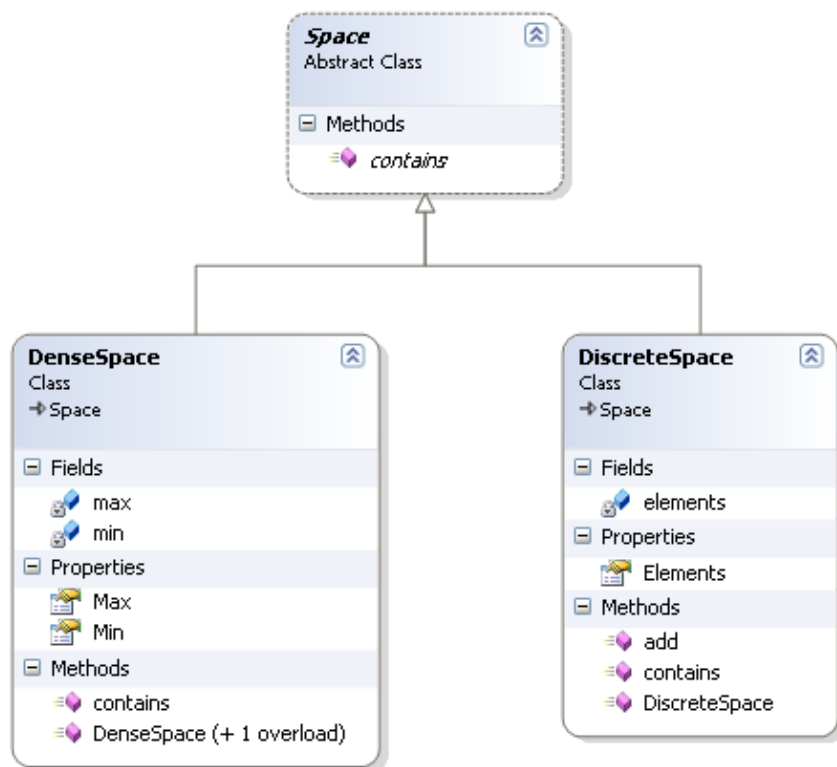 Space
Abstract Class
Methods
contains
DenseSpace
Class
Space
Fields
max
min
Properties
Max
Min
Methods
contains
DenseSpace (+ 1 overload)
DiscreteSpace
Class
Space
Fields
elements
Properties
Elements
Methods
add
contains
DiscreteSpace